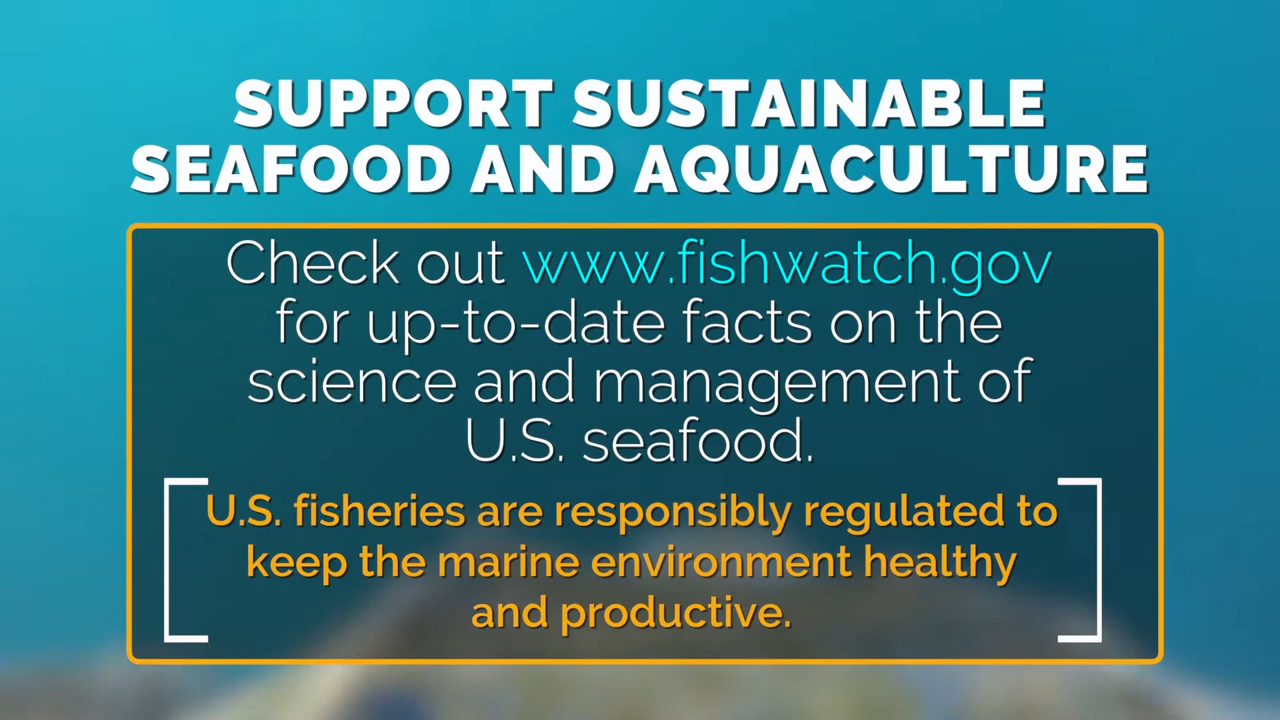 SUPPORT SUSTAINABLE
SEAFOOD AND AQUACULTURE
Check out www.fishwatch.gov
for up-to-date facts on the
science and management of
U.S. seafood.
U.S. fisheries are responsibly regulated to
keep the marine environment healthy
and productive.